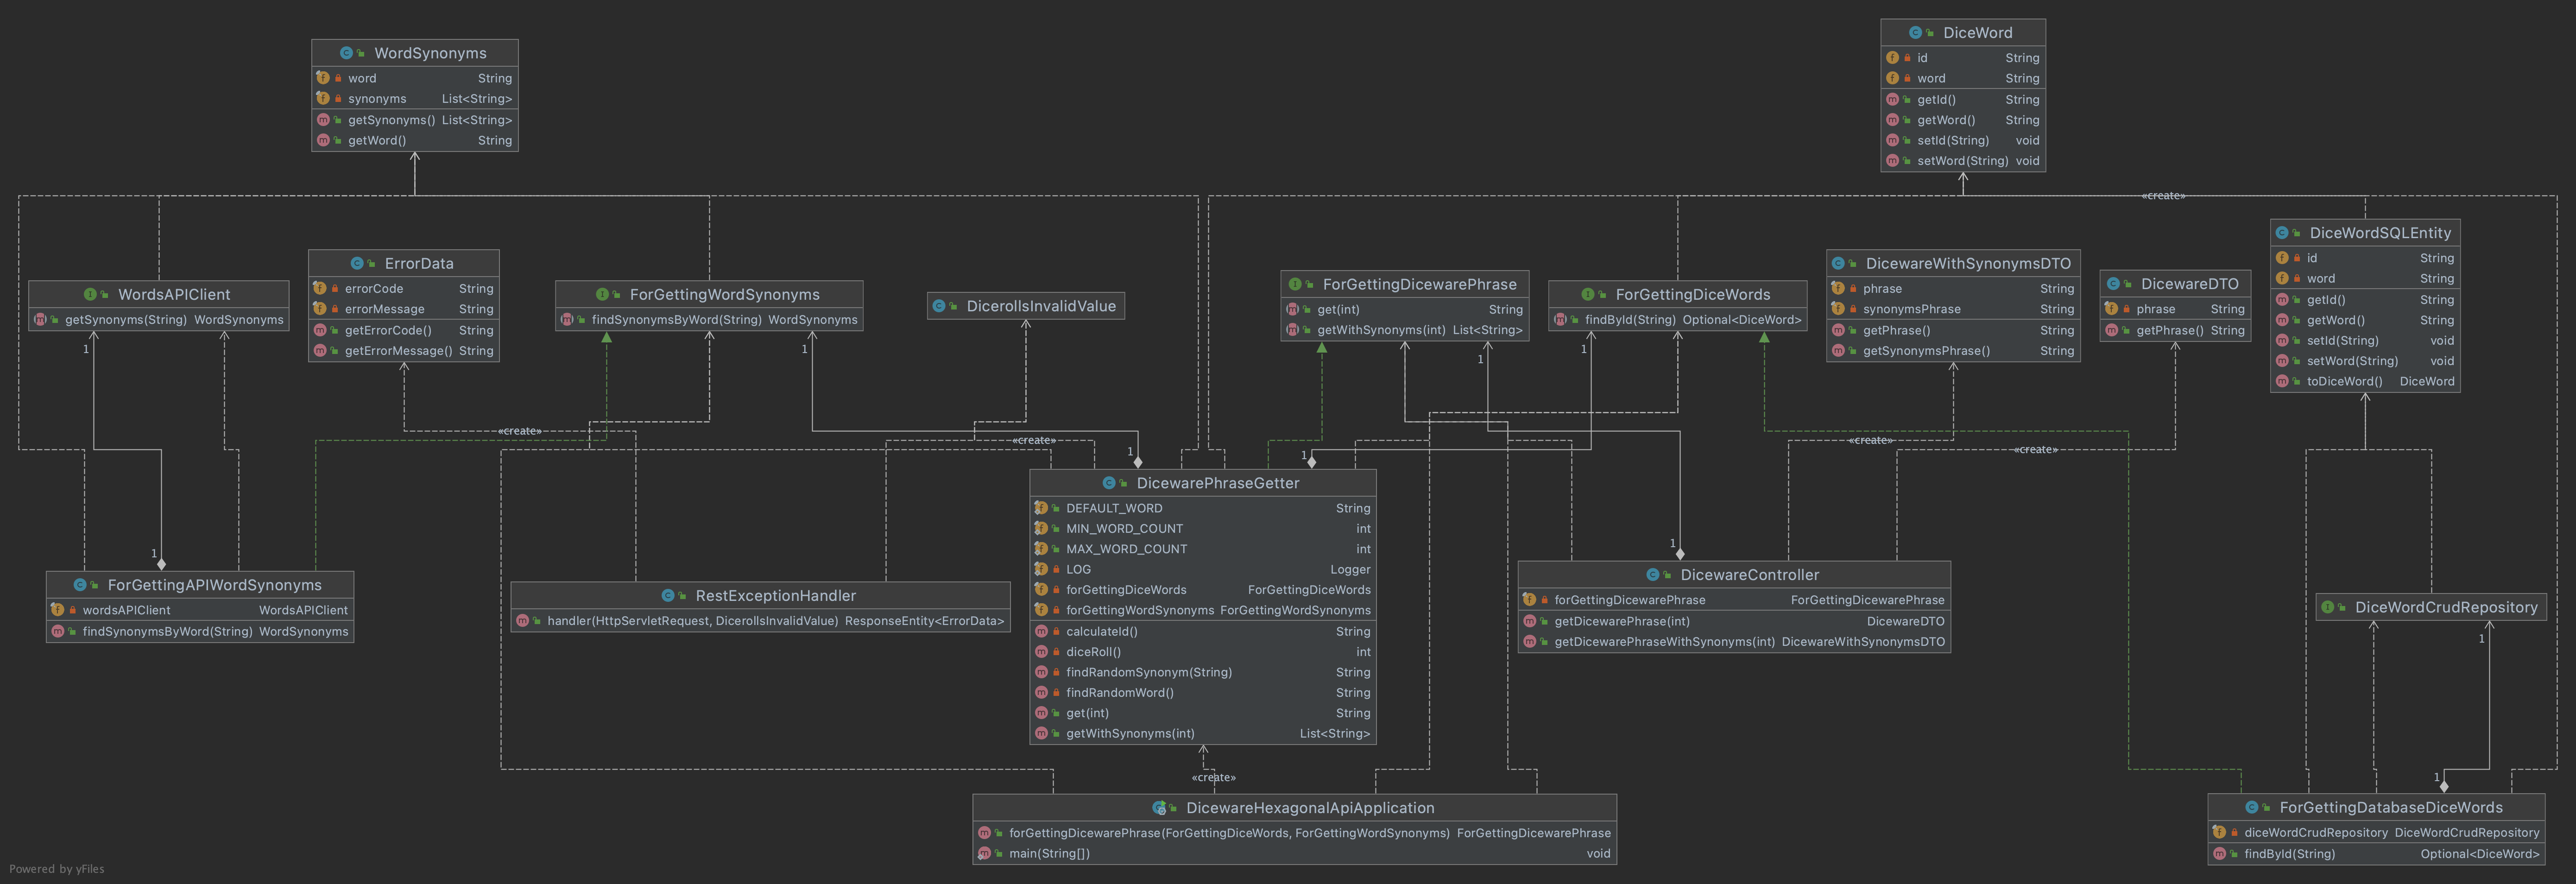 WordSynonyms
word String
synonyms List<String>
getSynonyms() List<String>
getWord() String
DiceWord
id String
word String
getId() String
getWord() String
setId(String) void
setWord(String) void
«create»
WordsAPIClient
getSynonyms(String) WordSynonyms
1
ErrorData
errorCode String
errorMessage String
getErrorCode() String
getErrorMessage() String
ForGettingWordSynonyms
findSynonymsByWord(String) WordSynonyms
1
DicerollsInvalidValue
ForGettingDicewarePhrase
get(int) String
getWithSynonyms(int) List<String>
1
ForGettingDiceWords
findById(String) Optional<DiceWord>
1
DicewareWithSynonymsDTO
phrase String
synonymsPhrase String
getPhrase() String
getSynonymsPhrase() String
DicewareDTO
phrase String
getPhrase() String
DiceWordSQLEntity
id String
word String
getId() String
getWord() String
setId(String) void
setWord(String) void
toDiceWord() DiceWord
«create»
«create»
«create»
«create»
1
1
1
1
ForGettingAPIWordSynonyms
wordsAPIClient WordsAPIClient
findSynonymsByWord(String) WordSynonyms
RestExceptionHandler
handler(HttpServletRequest, DicerollsInvalidValue) ResponseEntity<ErrorData>
DicewarePhraseGetter
DEFAULT_WORD String
MIN_WORD_COUNT int
MAX_WORD_COUNT int
LOG Logger
forGettingDiceWords ForGettingDiceWords
forGettingWordSynonyms ForGettingWordSynonyms
calculateId() String
diceRoll() int
findRandomSynonym(String) String
findRandomWord() String
get(int) String
getWithSynonyms(int) List<String>
DicewareController
forGettingDicewarePhrase ForGettingDicewarePhrase
getDicewarePhrase(int) DicewareDTO
getDicewarePhraseWithSynonyms(int) DicewareWithSynonymsDTO
DiceWordCrudRepository
1
«create»
1
DicewareHexagonalApiApplication
forGettingDicewarePhrase(ForGettingDiceWords, ForGettingWordSynonyms) ForGettingDicewarePhrase
main(String[]) void
ForGettingDatabaseDiceWords
diceWordCrudRepository DiceWordCrudRepository
findById(String) Optional<DiceWord>
Powered by yFiles